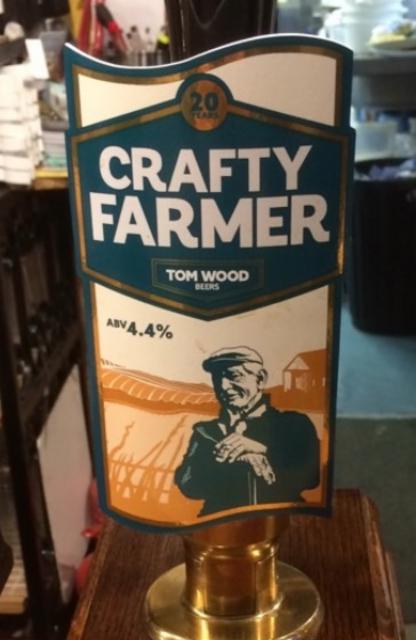 20
YEARS
CRAFTY
FARMER
TOM WOOD
BEERS
ABV4.4%